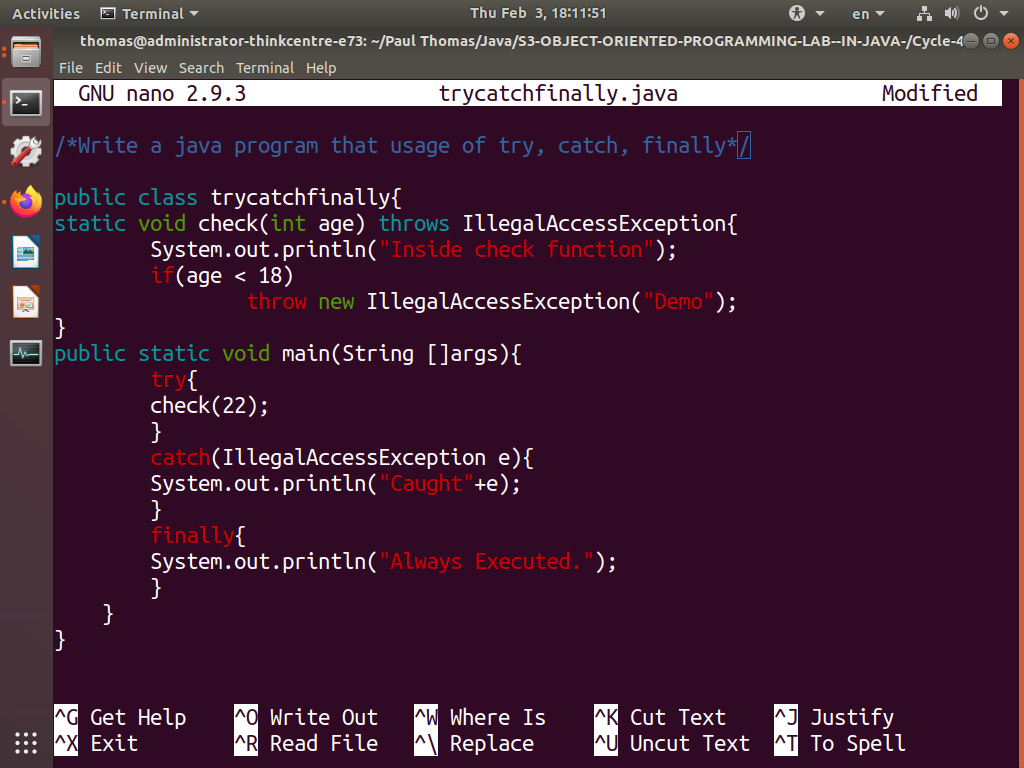 Activities Terminal Thu Feb 3, 18:11:51 en
thomas@administrator-thinkcentre-e73: ~/Paul Thomas/Java/S3-OBJECT-ORIENTED-PROGRAMMING-LAB--IN-JAVA-/Cycle-4
File Edit View Search Terminal Help
GNU nano 2.9.3 trycatchfinally.java Modified
/*Write a java program that usage of try, catch, finally*/
public class trycatchfinally{
static void check(int age) throws IllegalAccessException{
System.out.println("Inside check function");
if(age < 18)
throw new IllegalAccessException("Demo");
}
public static void main(String []args){
try{
check(22);
}
catch(IllegalAccessException e){
System.out.println("Caught"+e);
}
finally{
System.out.println("Always Executed.");
}
}
}
^G Get Help ^O Write Out ^W Where Is ^K Cut Text ^J Justify
^X Exit ^R Read File ^\ Replace ^U Uncut Text ^T To Spell